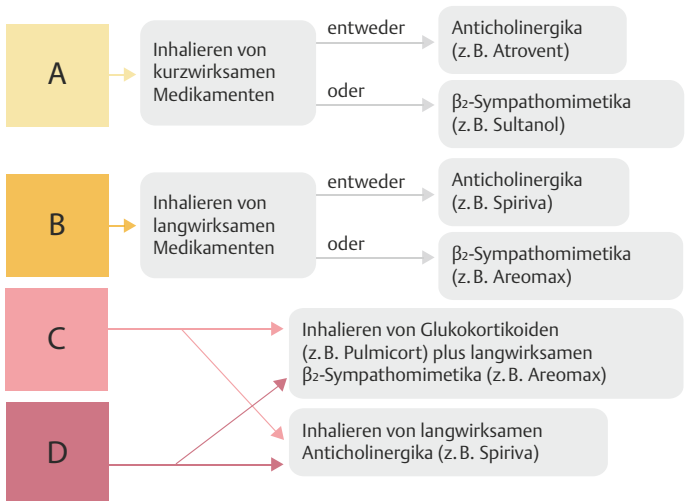 A
Inhalieren von
kurzwirksamen
Medikamenten
entweder
Anticholinergika
(z. B. Atrovent)
oder
β2-Sympathomimetika
(z. B. Sultanol)
B
Inhalieren von
langwirksamen
Medikamenten
entweder
Anticholinergika
(z. B. Spiriva)
oder
β2-Sympathomimetika
(z. B. Areomax)
C
Inhalieren von Glukokortikoiden
(z. B. Pulmicort) plus langwirksamen
β2-Sympathomimetika (z. B. Areomax)
D
Inhalieren von langwirksamen
Anticholinergika (z. B. Spiriva)